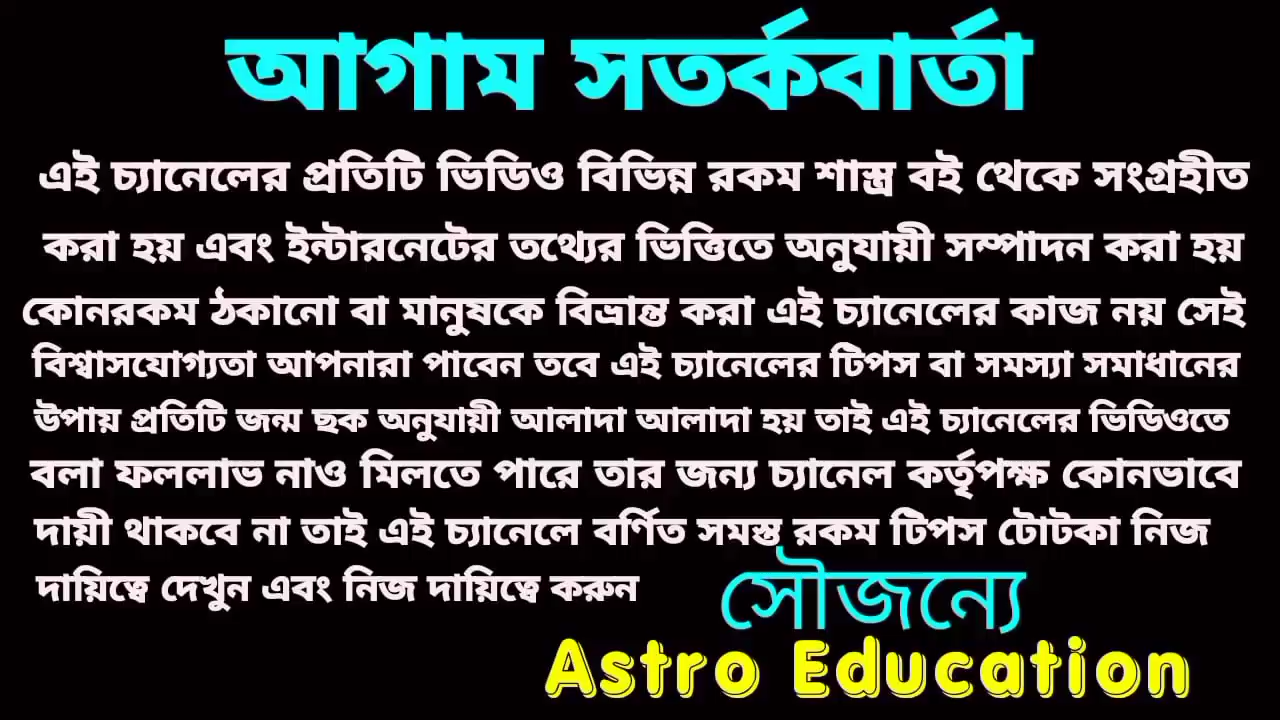 আগাম সতর্কবার্তা
এই চ্যানেলের প্রতিটি ভিডিও বিভিন্ন রকম শাস্ত্র বই থেকে সংগ্রহীত
করা হয় এবং ইন্টারনেটের তথ্যের ভিত্তিতে অনুযায়ী সম্পাদন করা হয়
কোনরকম ঠকানো বা মানুষকে বিভ্রান্ত করা এই চ্যানেলের কাজ নয় সেই
বিশ্বাসযোগ্যতা আপনারা পাবেন তবে এই চ্যানেলের টিপস বা সমস্যা সমাধানের
উপায় প্রতিটি জন্ম ছক অনুযায়ী আলাদা আলাদা হয় তাই এই চ্যানেলের ভিডিওতে
বলা ফললাভ নাও মিলতে পারে তার জন্য চ্যানেল কর্তৃপক্ষ কোনভাবে
দায়ী থাকবে না তাই এই চ্যানেলে বর্ণিত সমস্ত রকম টিপস টোটকা নিজ
দায়িত্বে দেখুন এবং নিজ দায়িত্বে করুন
সৌজন্যে
Astro Education